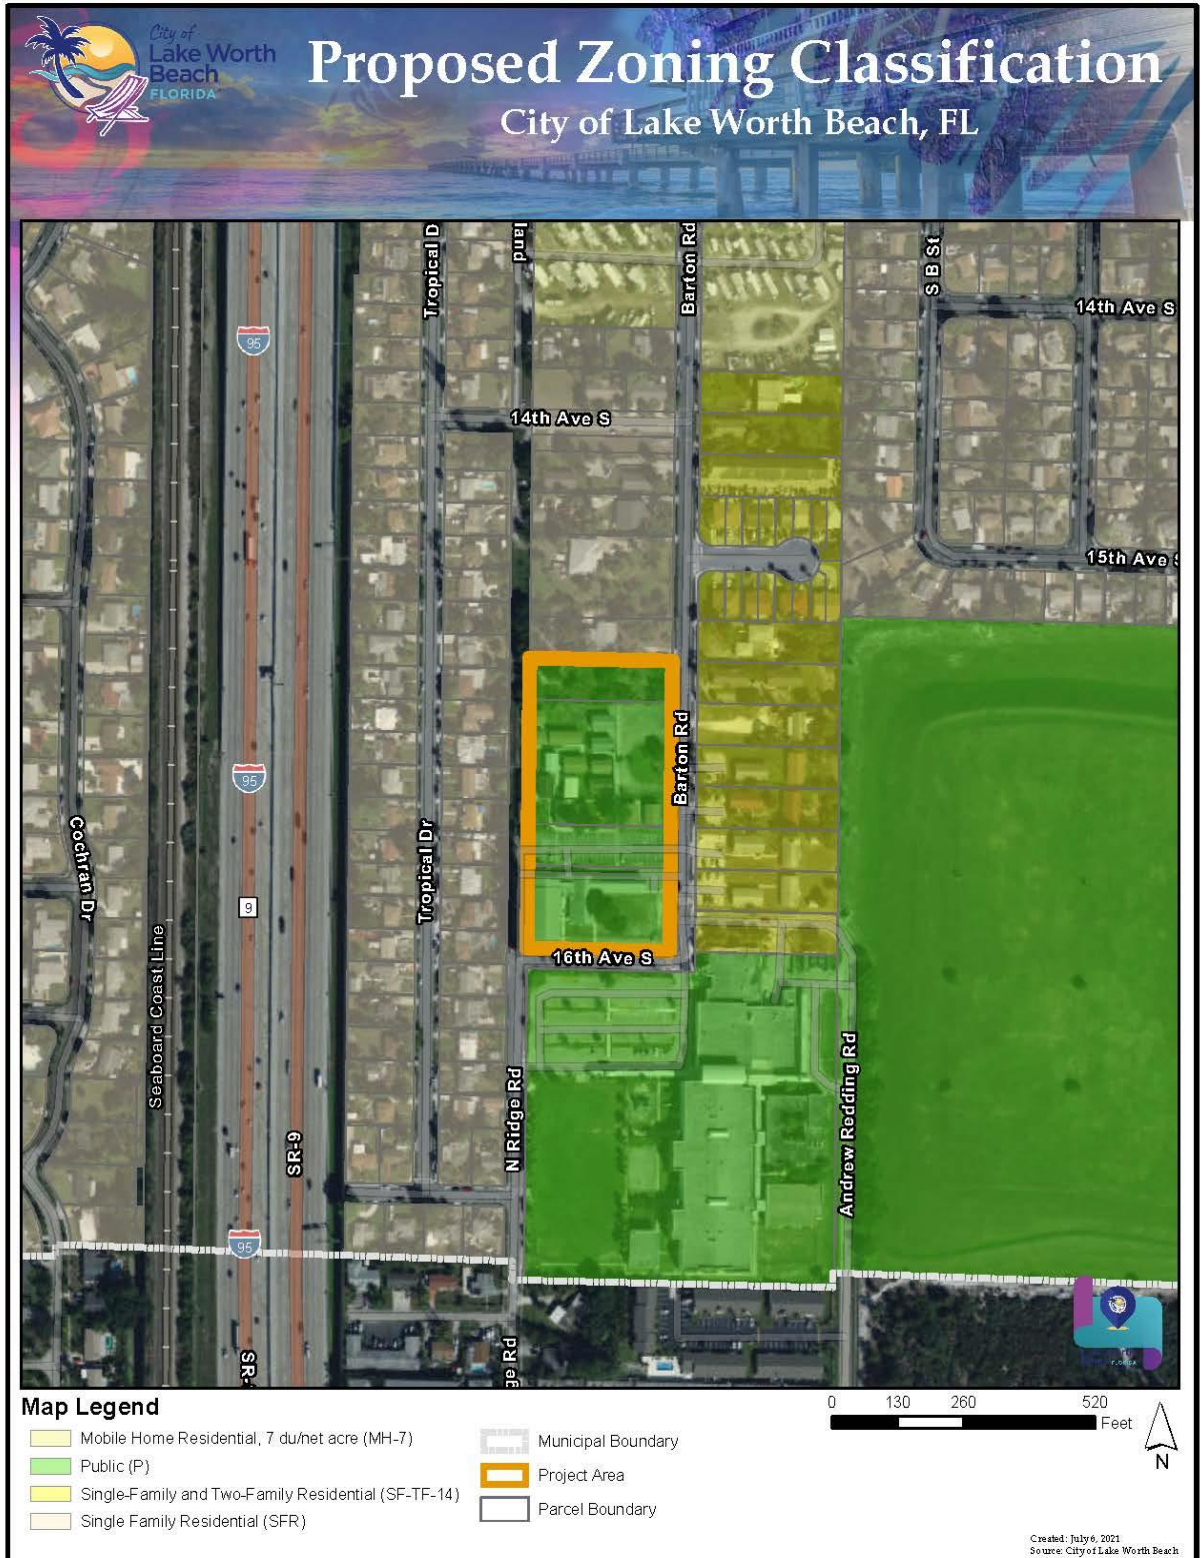 City of
Lake Worth
Beach
FLORIDA
Proposed Zoning Classification
City of Lake Worth Beach, FL
Tropical D
land
Barton Rd
S B St
14th Ave S
95
14th Ave S
15th Ave S
Barton Rd
95
Cochran Dr
Tropical Dr
9
Seaboard Coast Line
16th Ave S
N Ridge Rd
Andrew Redding Rd
SR-9
95
SR-
ge Rd
FLORIDA
Map Legend
Mobile Home Residential, 7 du/net acre (MH-7)
Public (P)
Single-Family and Two-Family Residential (SF-TF-14)
Single Family Residential (SFR)
Municipal Boundary
Project Area
Parcel Boundary
0 130 260 520
Feet
N
Created: July 6, 2021
Source: City of Lake Worth Beach